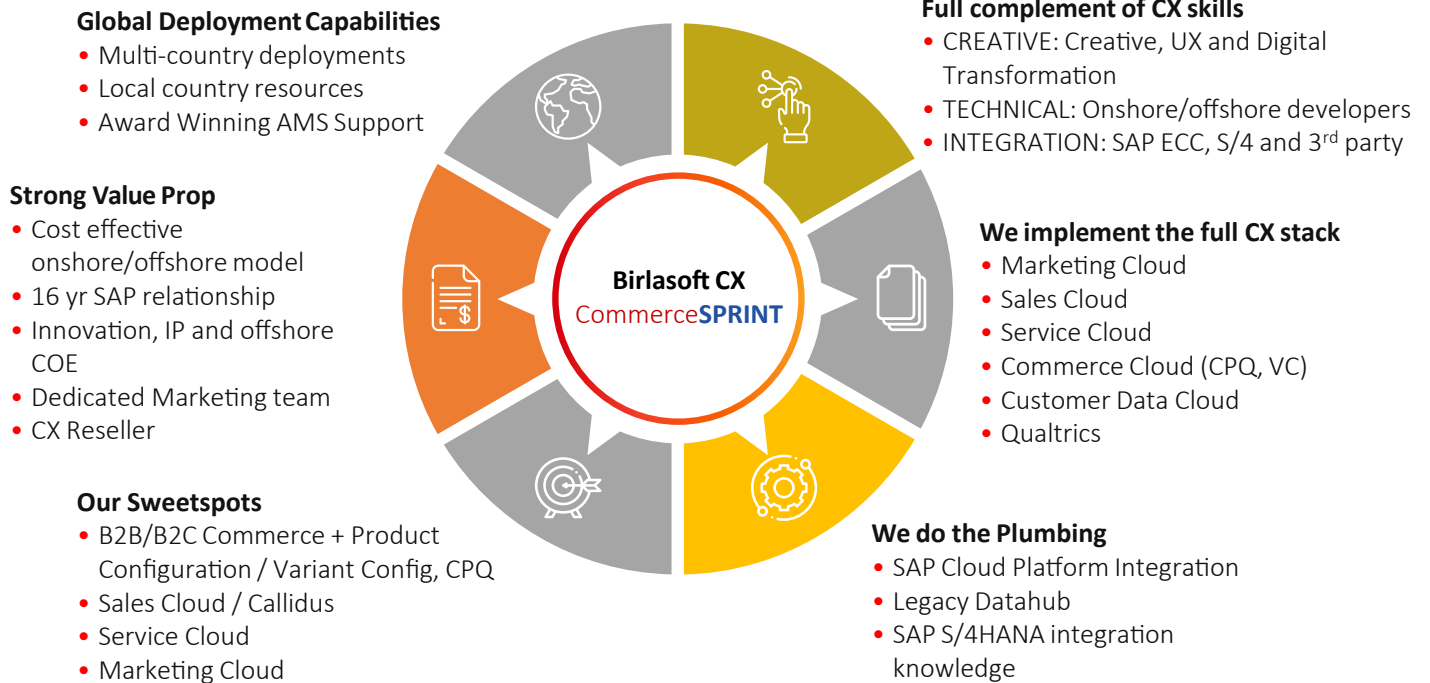 Global Deployment Capabilities
• Multi-country deployments
• Local country resources
• Award Winning AMS Support
Full complement of CX skills
• CREATIVE: Creative, UX and Digital
Transformation
• TECHNICAL: Onshore/offshore developers
• INTEGRATION: SAP ECC, S/4 and 3rd party
Strong Value Prop
• Cost effective
onshore/offshore model
• 16 yr SAP relationship
• Innovation, IP and offshore
COE
• Dedicated Marketing team
• CX Reseller
Birlasoft CX
CommerceSPRINT
$
We implement the full CX stack
• Marketing Cloud
• Sales Cloud
• Service Cloud
• Commerce Cloud (CPQ, VC)
• Customer Data Cloud
• Qualtrics
Our Sweetspots
• B2B/B2C Commerce + Product
Configuration / Variant Config, CPQ
• Sales Cloud / Callidus
• Service Cloud
• Marketing Cloud
We do the Plumbing
• SAP Cloud Platform Integration
• Legacy Datahub
• SAP S/4HANA integration
knowledge